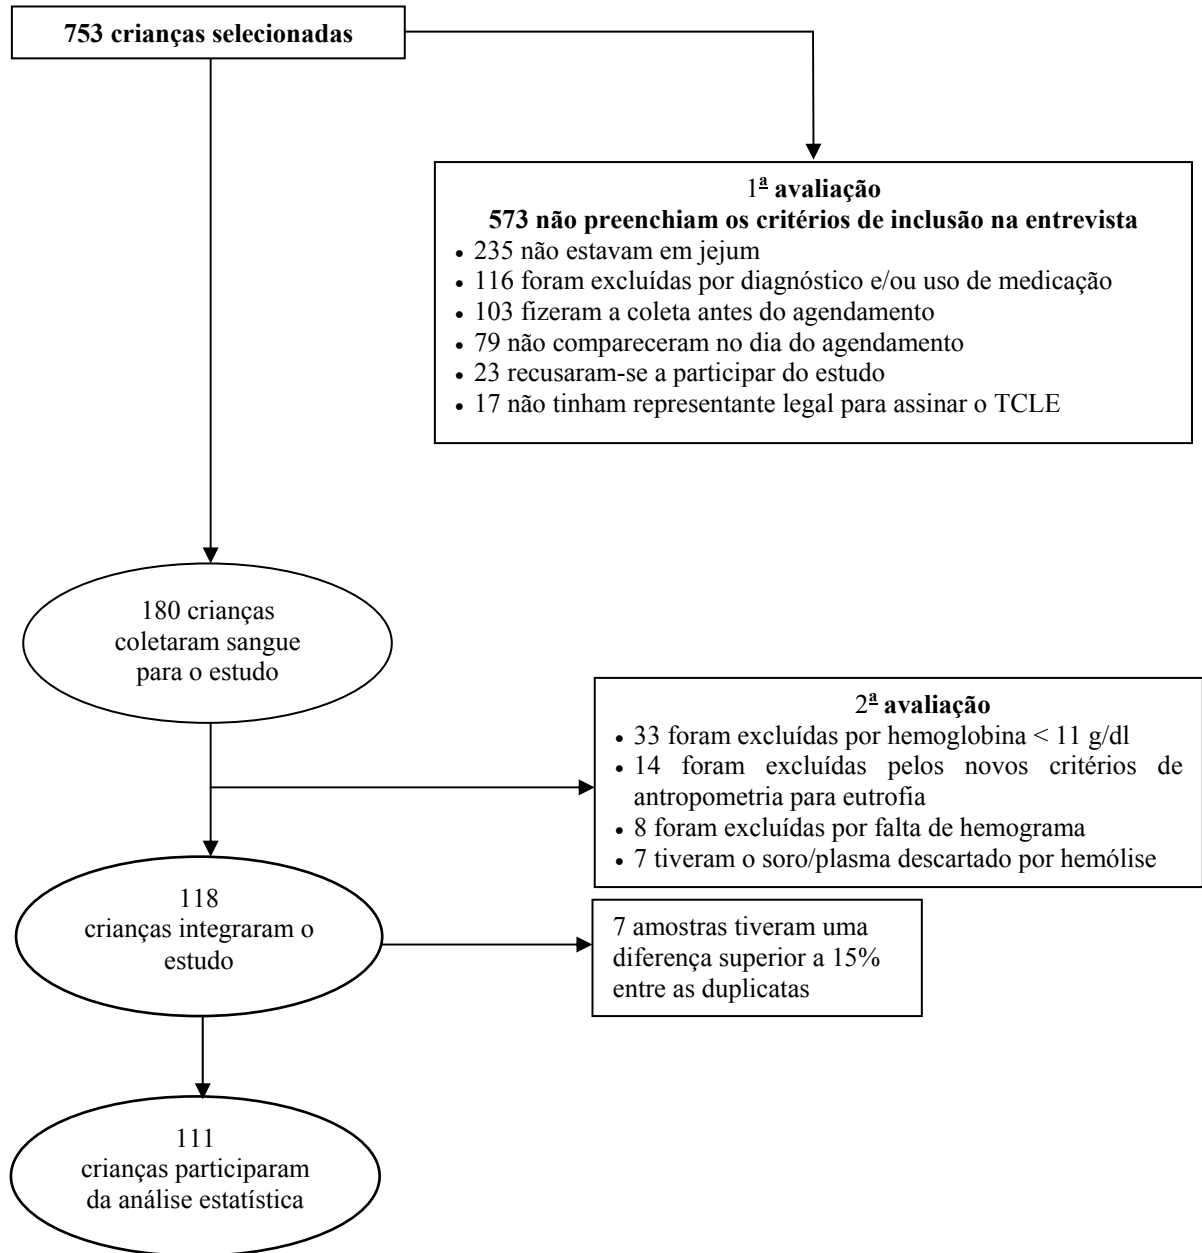 753 crianças selecionadas
1ª avaliação
573 não preenchiam os critérios de inclusão na entrevista
• 235 não estavam em jejum
• 116 foram excluídas por diagnóstico e/ou uso de medicação
• 103 fizeram a coleta antes do agendamento
• 79 não compareceram no dia do agendamento
• 23 recusaram-se a participar do estudo
• 17 não tinham representante legal para assinar o TCLE
180 crianças
coletaram sangue
para o estudo
2ª avaliação
• 33 foram excluídas por hemoglobina < 11 g/dl
• 14 foram excluídas pelos novos critérios de
antropometria para eutrofia
• 8 foram excluídas por falta de hemograma
• 7 tiveram o soro/plasma descartado por hemólise
118
crianças integraram o
estudo
7 amostras tiveram uma
diferença superior a 15%
entre as duplicatas
111
crianças participaram
da análise estatística